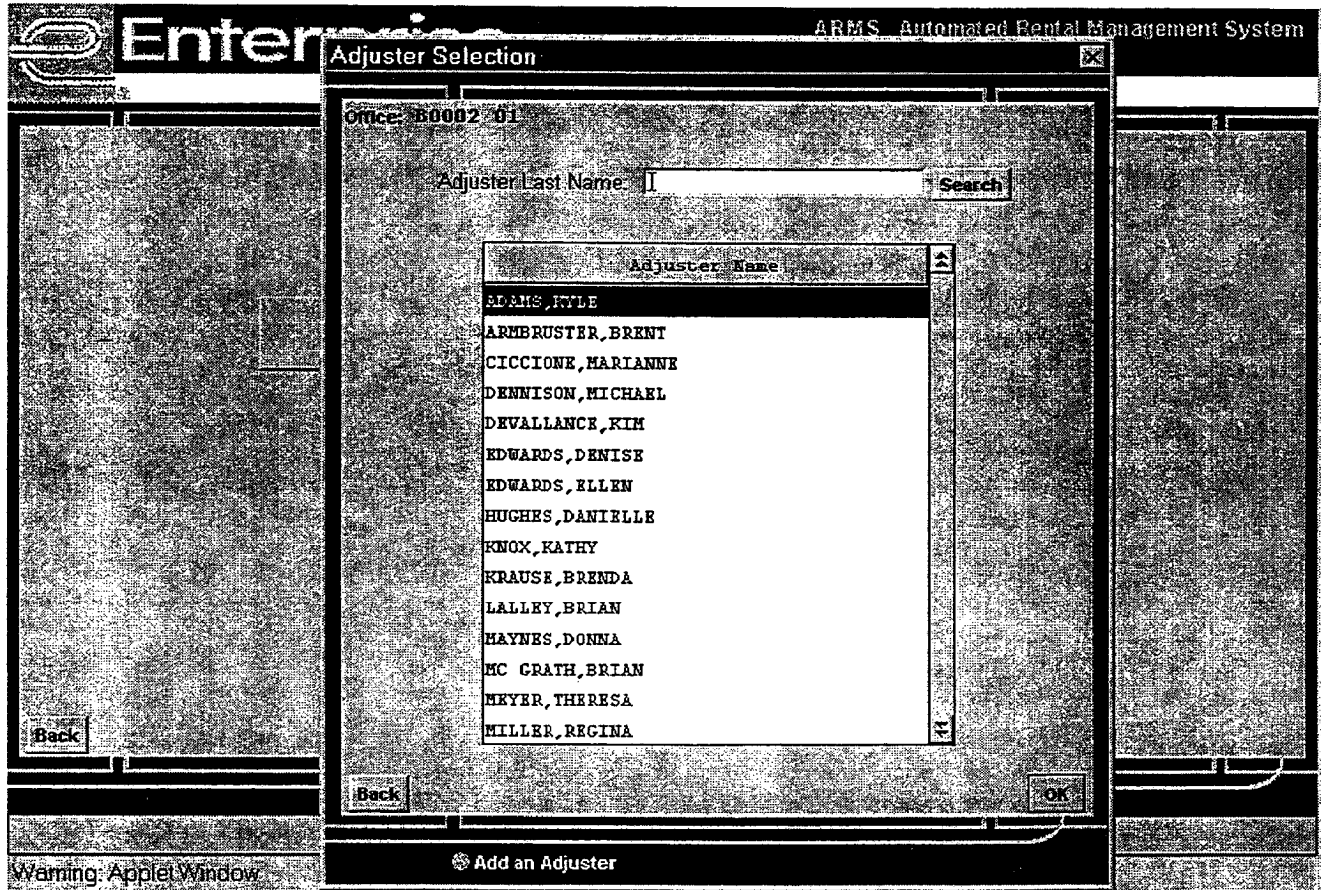 Enterprise
ARMS Automated Rental Management System
Adjuster Selection
Office: B0002 01
Adjuster Last Name:
Search
Adjuster Name
ADAMS,KYLE
ARMBRUSTER,BRENT
CICCIONE,MARIANNE
DENNISON,MICHAEL
DEVALLANCE,KIM
EDWARDS,DENISE
EDWARDS,ELLEN
HUGHES,DANIELLE
KNOX,KATHY
KRAUSE,BRENDA
LALLEY,BRIAN
MAYNES,DONNA
MC GRATH,BRIAN
MEYER,THERESA
MILLER,REGINA
Back
Back
OK
Add an Adjuster
Warning: Applet Window